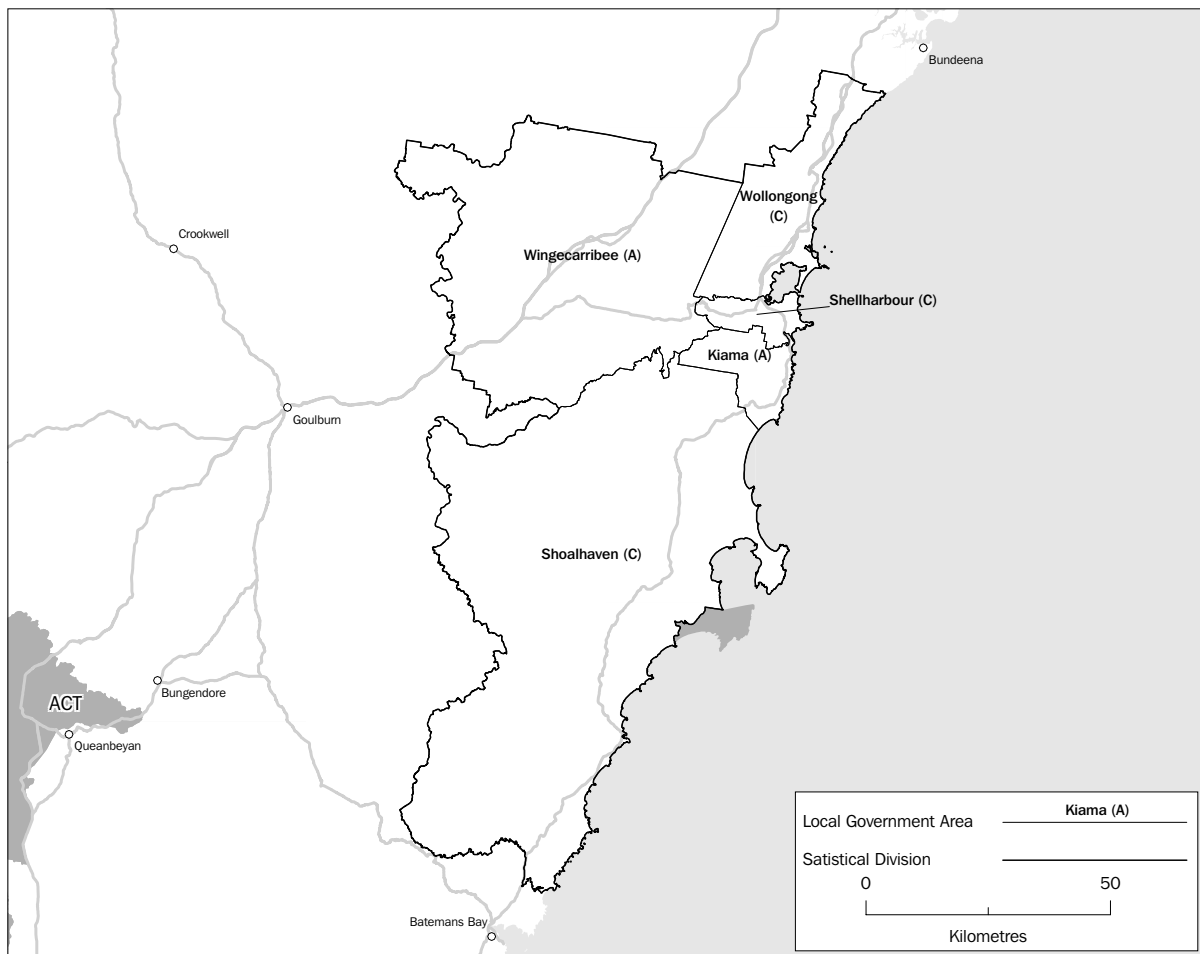 Bundeena
Wollongong
(C)
Crookwell
Wingecarribee (A)
Shellharbour (C)
Kiama (A)
Goulburn
Shoalhaven (C)
Bungendore
ACT
Queanbeyan
Batemans Bay
Kiama (A)
Local Government Area
Satistical Division
0 50
Kilometres